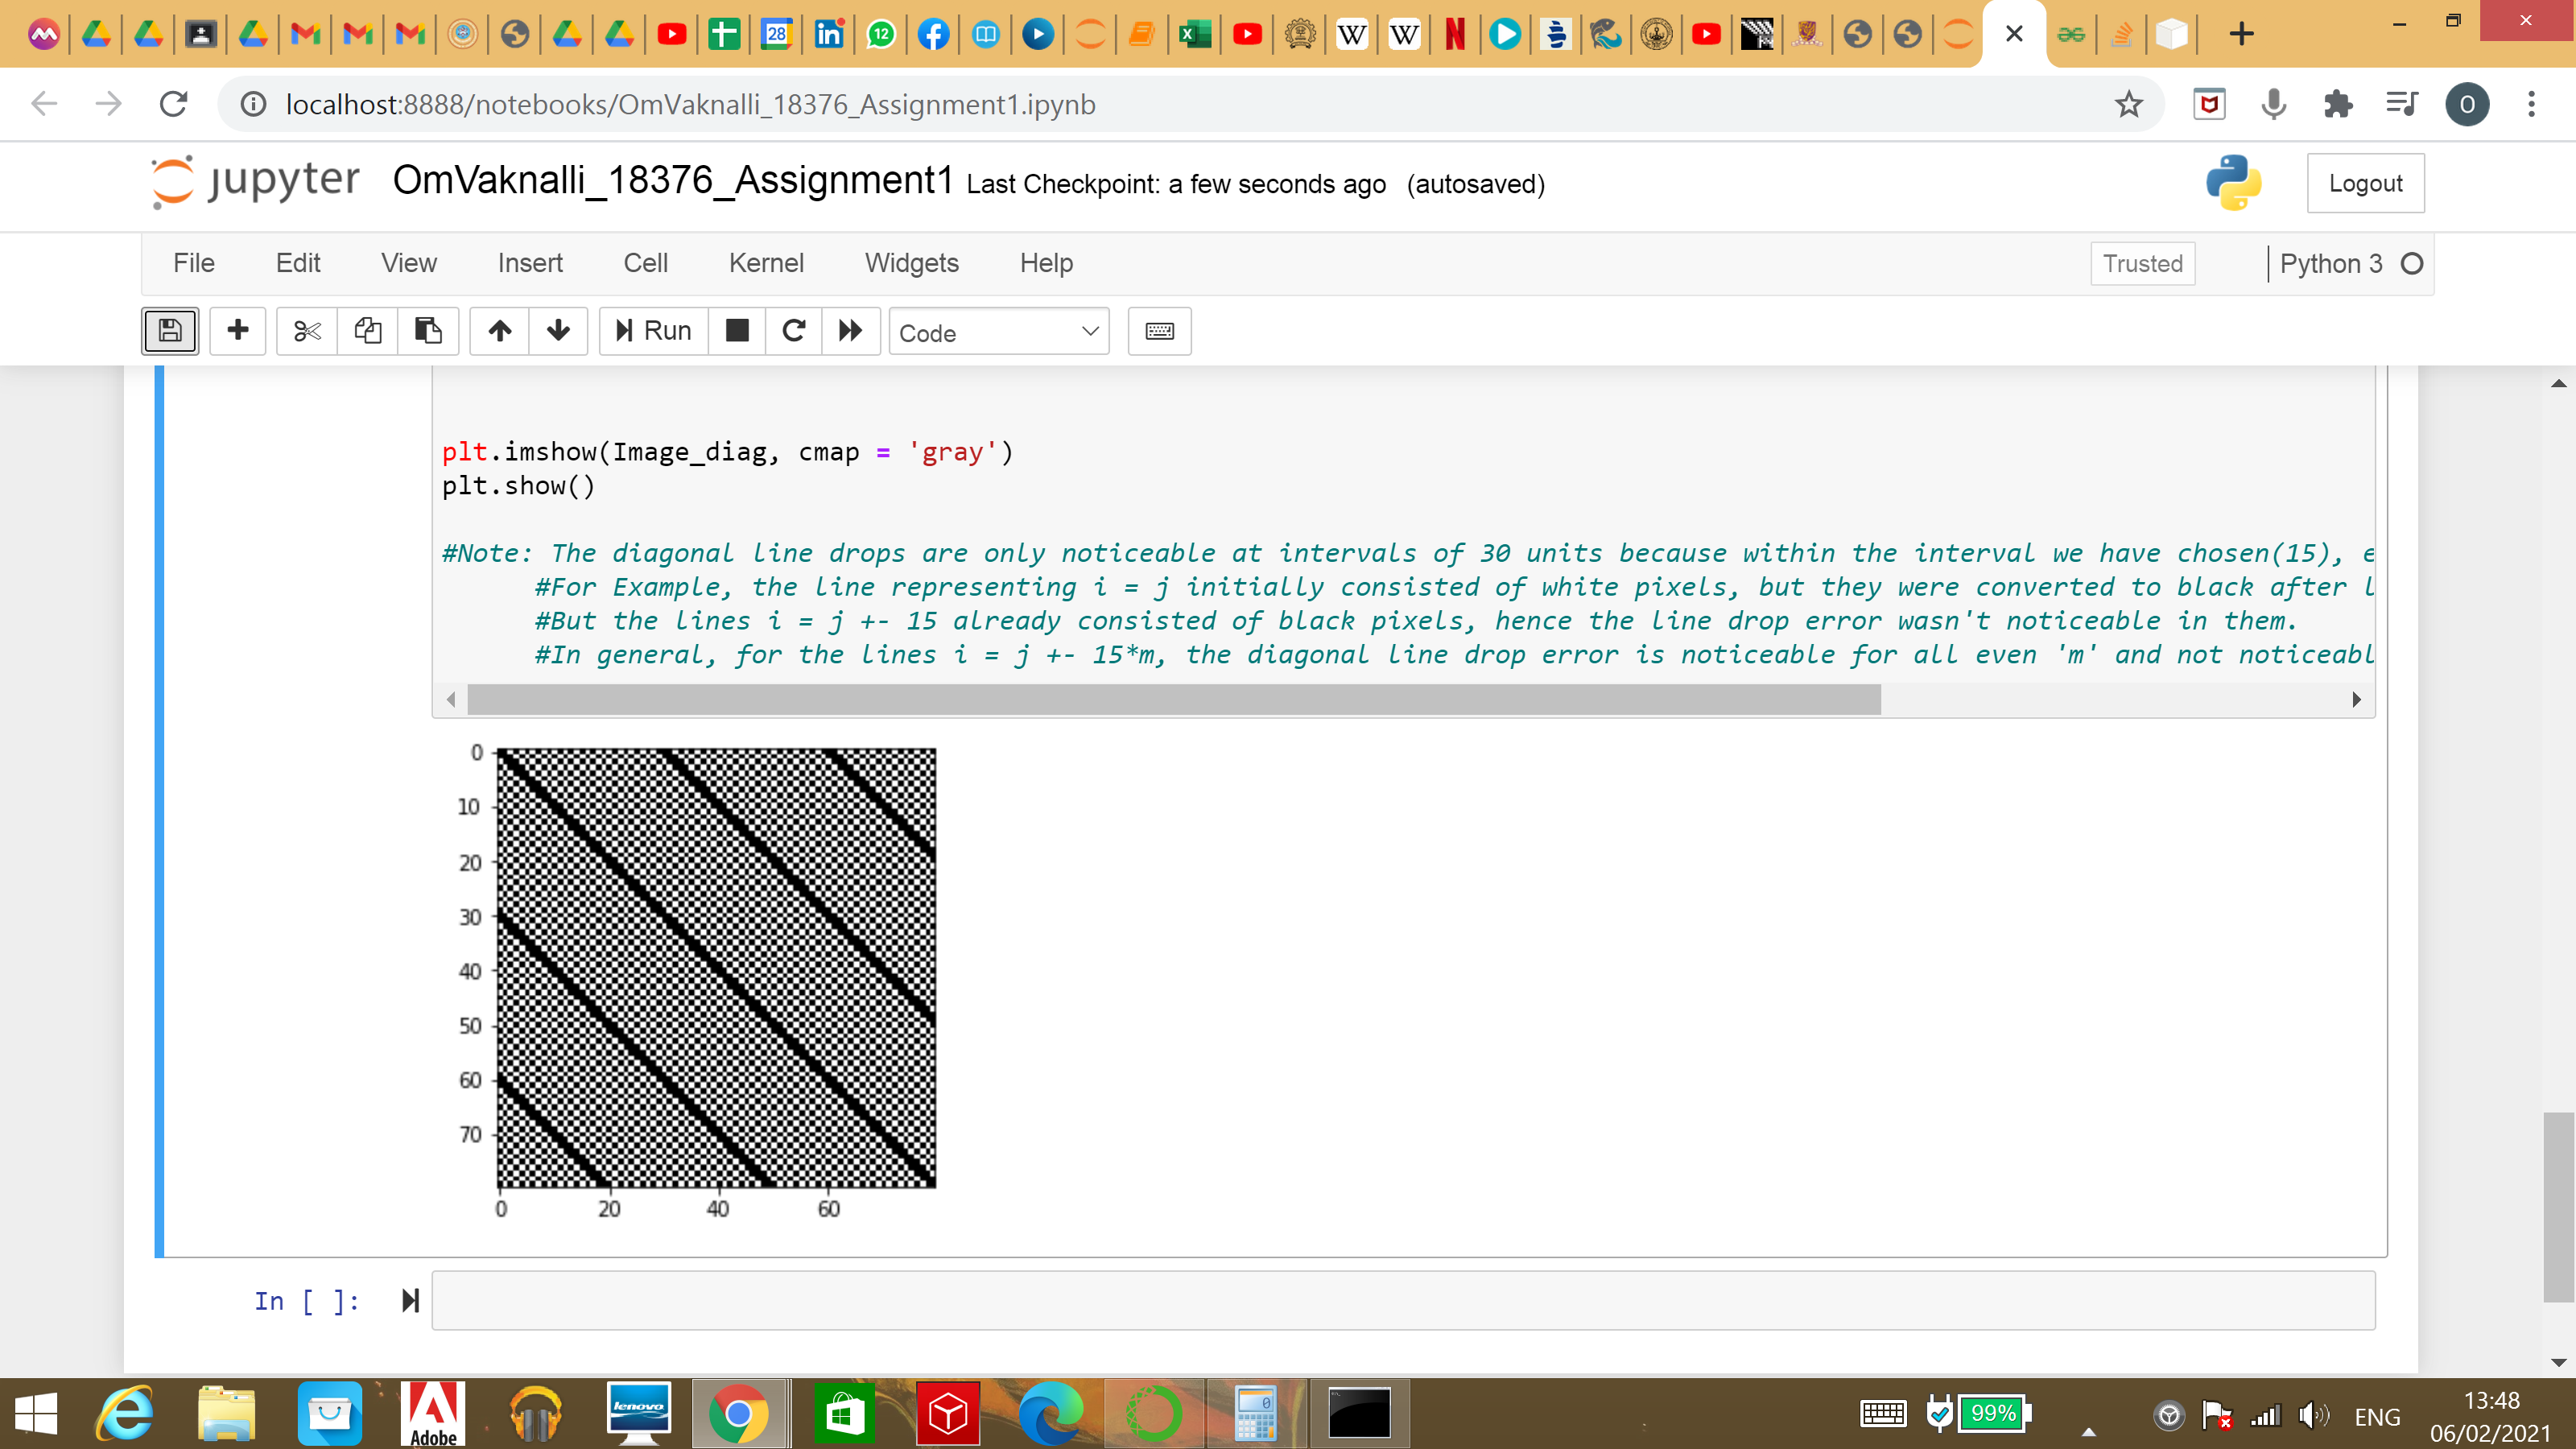 28
12
localhost:8888/notebooks/OmVaknalli_18376_Assignment1.ipynb
O
jupyter OmVaknalli_18376_Assignment1 Last Checkpoint: a few seconds ago (autosaved)
Logout
File Edit View Insert Cell Kernel Widgets Help
Trusted
Python 3
Run
Code
plt.imshow(Image_diag, cmap = 'gray')
plt.show()
#Note: The diagonal line drops are only noticeable at intervals of 30 units because within the interval we have chosen(15), e
#For Example, the line representing i = j initially consisted of white pixels, but they were converted to black after l
#But the lines i = j +- 15 already consisted of black pixels, hence the line drop error wasn't noticeable in them.
#In general, for the lines i = j +- 15*m, the diagonal line drop error is noticeable for all even 'm' and not noticeabl
0
10
20
30
40
50
60
70
0 20 40 60
In [ ]:
Adobe
lenovo
0
99%
ENG
13:48
06/02/2021